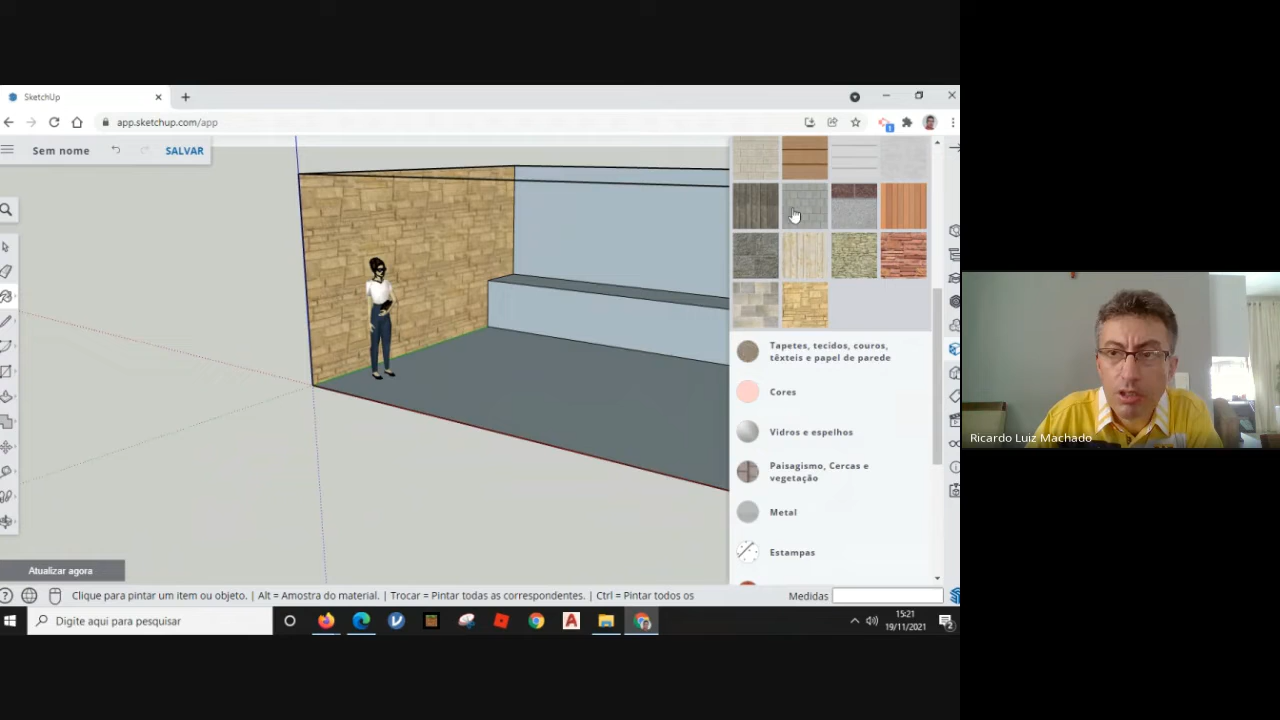 SketchUp
app.sketchup.com/app
Sem nome
SALVAR
Tapetes, tecidos, couros,
têxteis e papel de parede
Cores
Vidros e espelhos
Paisagismo, Cercas e
vegetação
Metal
Estampas
Ricardo Luiz Machado
Atualizar agora
Clique para pintar um item ou objeto. | Alt = Amostra do material. | Trocar = Pintar todas as correspondentes. | Ctrl = Pintar todos os
Medidas
Digite aqui para pesquisar
15:21
19/11/2021